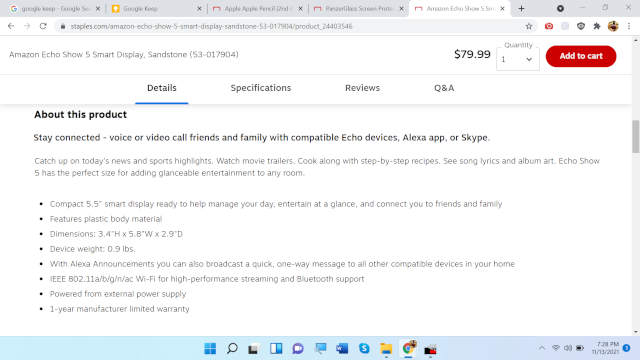 google keep - Google Se
Google Keep
Apple Apple Pencil (2nd
PanzerGlass Screen Prote
Amazon Echo Show 5 Sm
staples.com/amazon-echo-show-5-smart-display-sandstone-53-017904/product_24403546
Amazon Echo Show 5 Smart Display, Sandstone (53-017904)
$79.99
Quantity
1
Add to cart
Details
Specifications
Reviews
Q&A
About this product
Stay connected - voice or video call friends and family with compatible Echo devices, Alexa app, or Skype.
Catch up on today's news and sports highlights. Watch movie trailers. Cook along with step-by-step recipes. See song lyrics and album art. Echo Show
5 has the perfect size for adding glanceable entertainment to any room.
• Compact 5.5" smart display ready to help manage your day, entertain at a glance, and connect you to friends and family
• Features plastic body material
• Dimensions: 3.4"H x 5.8"W x 2.9"D
• Device weight: 0.9 lbs.
• With Alexa Announcements you can also broadcast a quick, one-way message to all other compatible devices in your home
• IEEE 802.11a/b/g/n/ac Wi-Fi for high-performance streaming and Bluetooth support
• Powered from external power supply
• 1-year manufacturer limited warranty
7:28 PM
11/13/2021